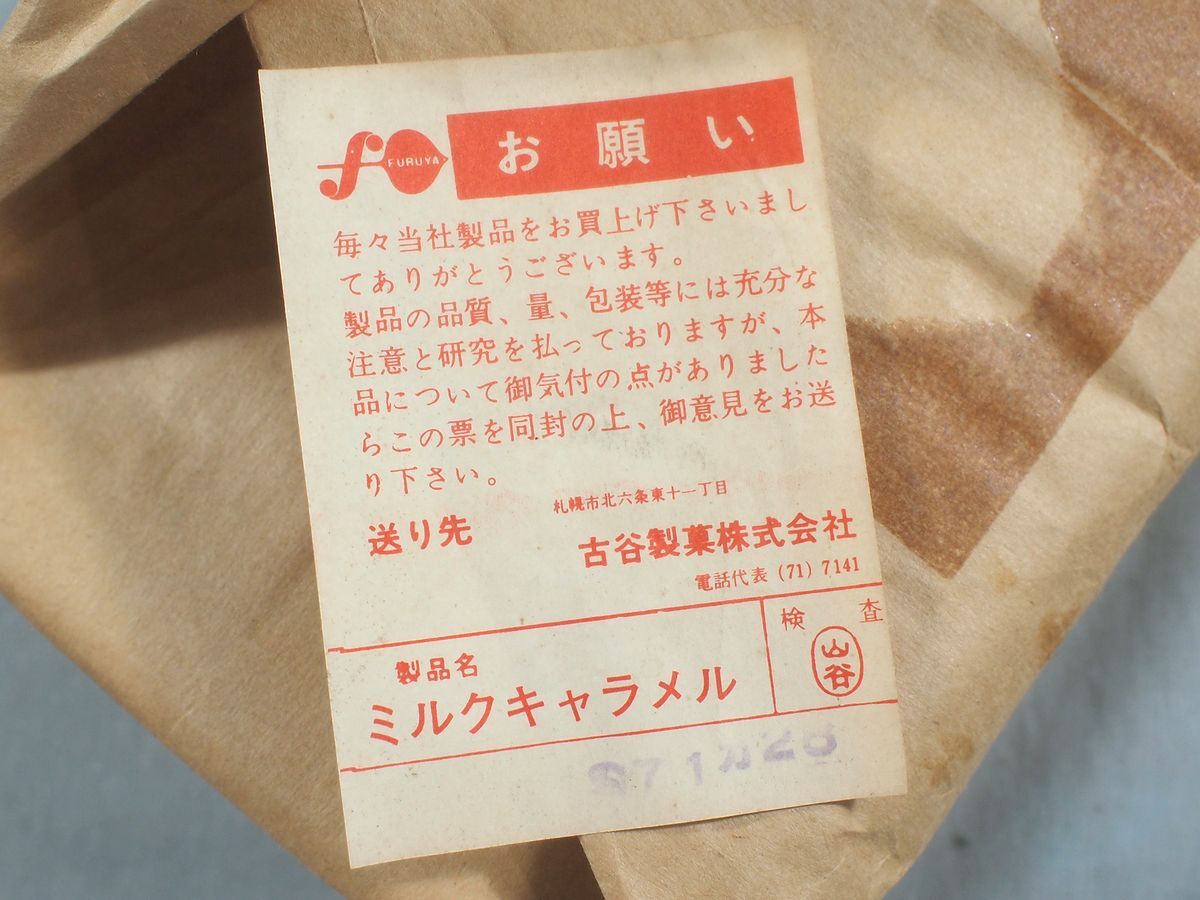 FURUYA
お願い
毎々当社製品をお買上げ下さいまし
てありがとうございます。
製品の品質、量、包装等には充分な
注意と研究を払っておりますが、本
品について御気付の点がありました
らこの票を同封の上、御意見をお送
り下さい。
札幌市北六条東十一丁目
送り先 古谷製菓株式会社
電話代表 (71) 7141
検査
山谷
製品名
ミルクキャラメル